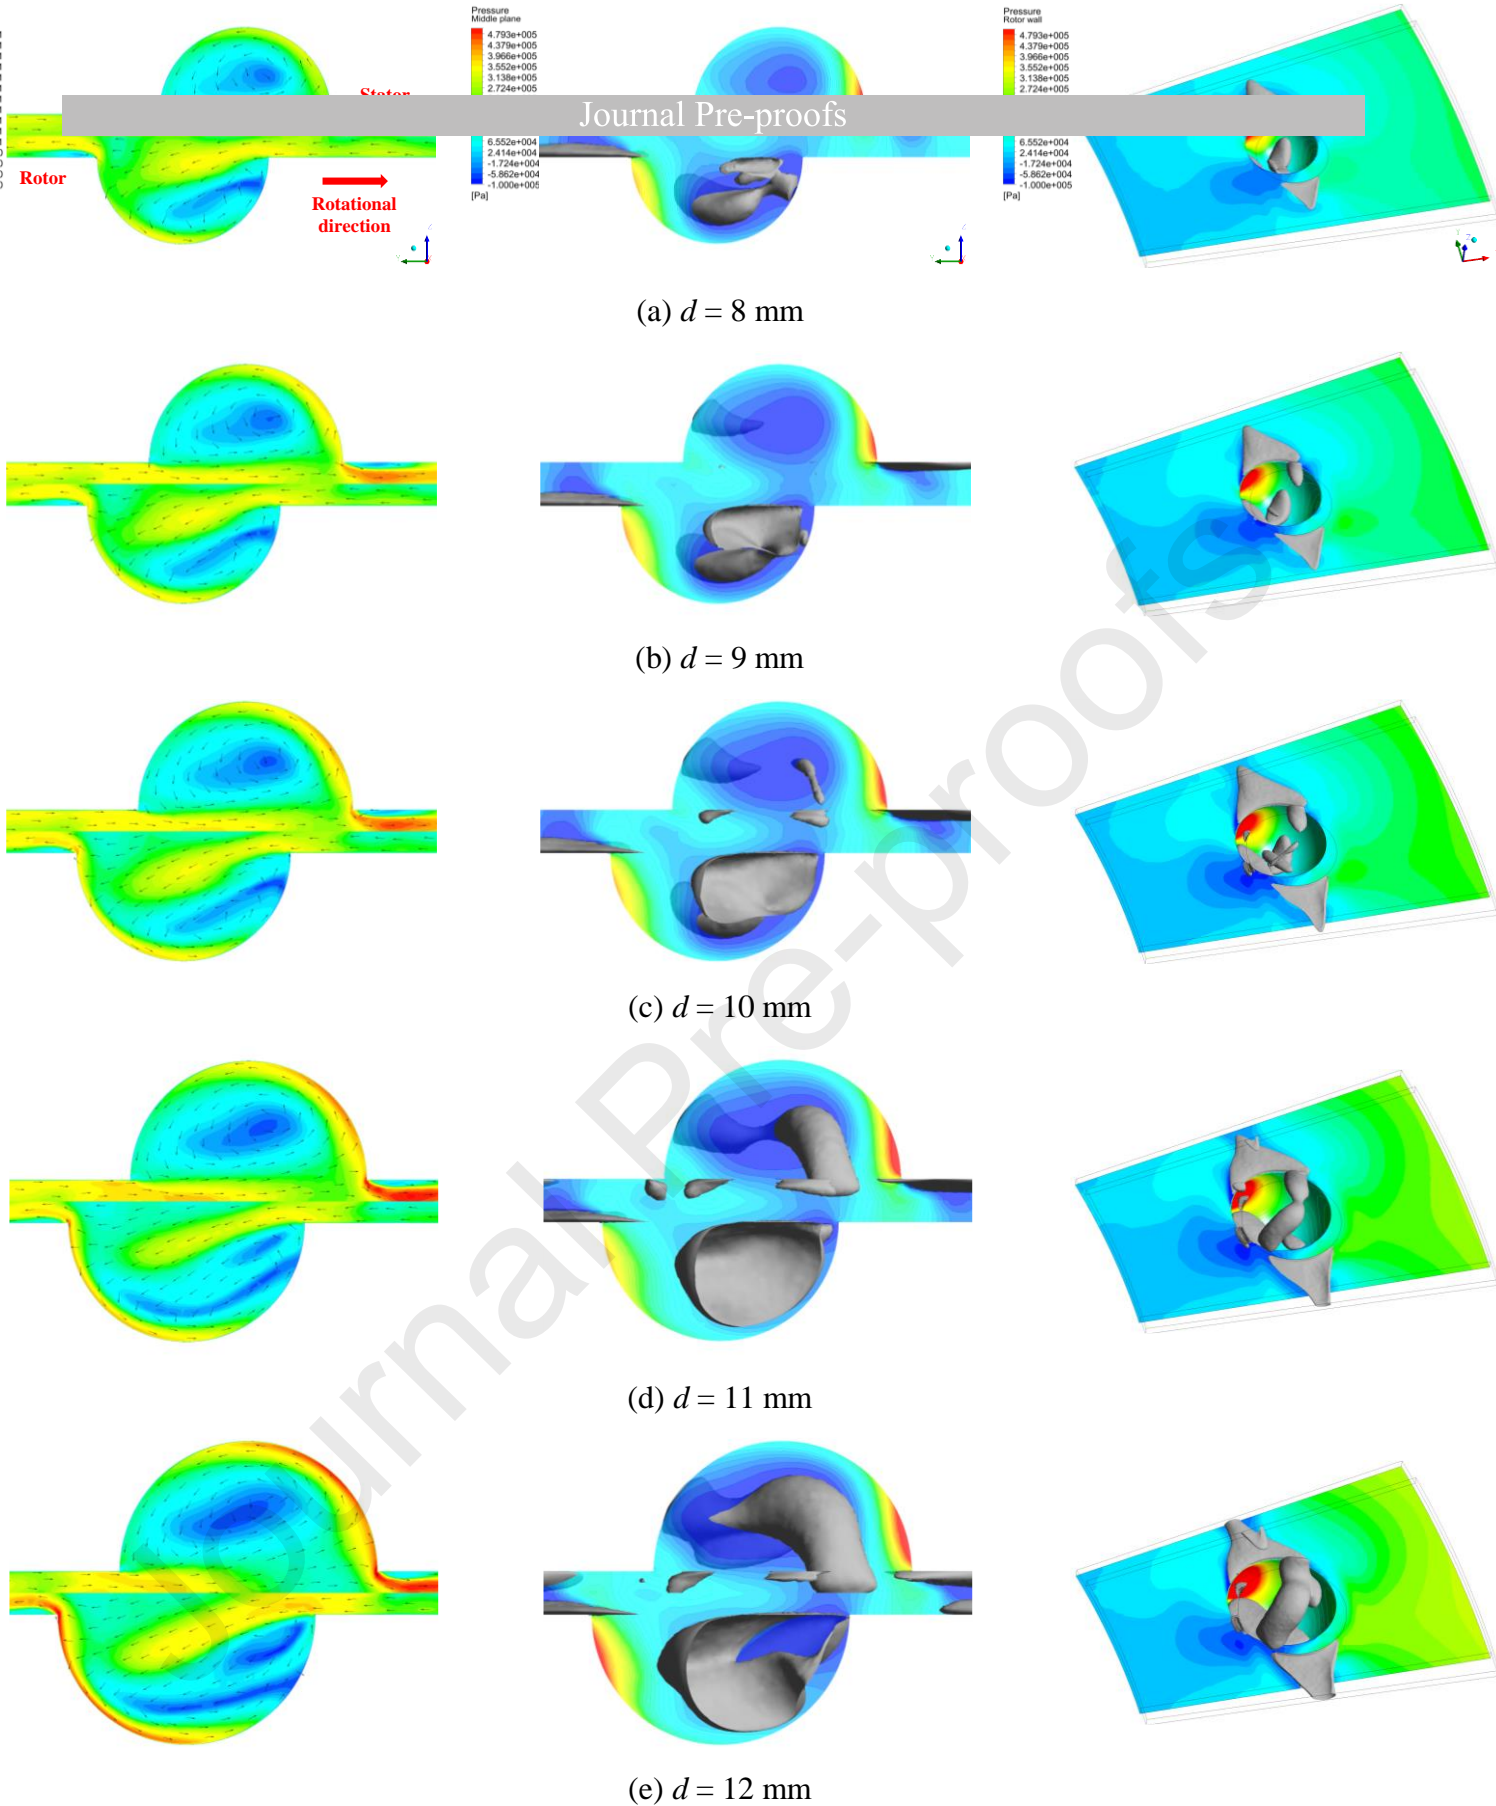 Pressure
Middle plane
4.793e+005
4.379e+005
3.966e+005
3.552e+005
3.138e+005
2.724e+005
6.552e+004
2.414e+004
-1.724e+004
-5.862e+004
-1.000e+005
[Pa]
Pressure
Rotor wall
4.793e+005
4.379e+005
3.966e+005
3.552e+005
3.138e+005
2.724e+005
6.552e+004
2.414e+004
-1.724e+004
-5.862e+004
-1.000e+005
[Pa]
Stator
Journal Pre-proofs
Rotor
Rotational
direction
(a) d = 8 mm
(b) d = 9 mm
(c) d = 10 mm
(d) d = 11 mm
(e) d = 12 mm
Journal Pre-proofs